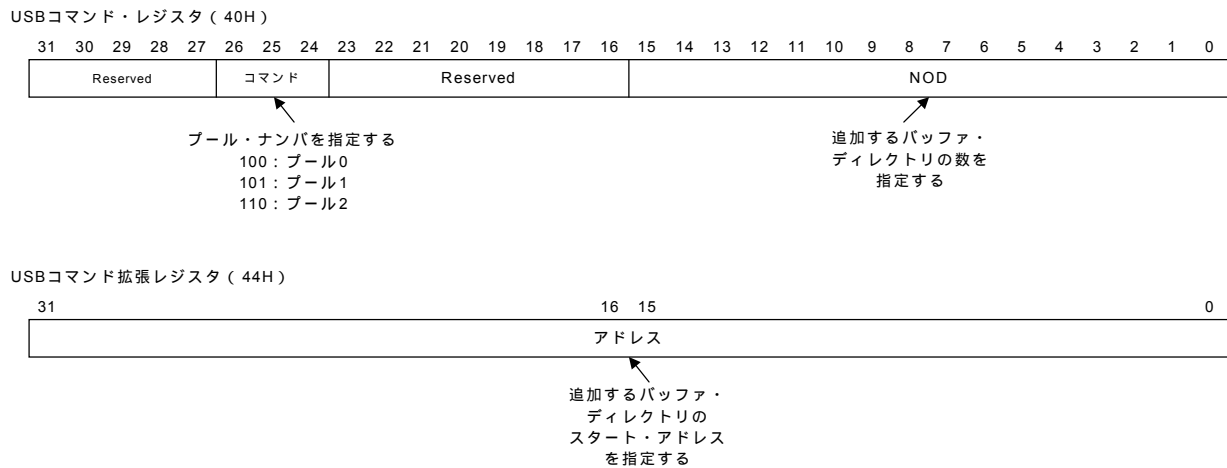 USBコマンド・レジスタ（40H）
31 30 29 28 27 26 25 24 23 22 21 20 19 18 17 16 15 14 13 12 11 10 9 8 7 6 5 4 3 2 1 0
Reserved コマンド Reserved NOD
プール・ナンバを指定する
100：プール0
101：プール1
110：プール2
追加するバッファ・
ディレクトリの数を
指定する
USBコマンド拡張レジスタ（44H）
31 16 15 0
アドレス
追加するバッファ・
ディレクトリの
スタート・アドレス
を指定する